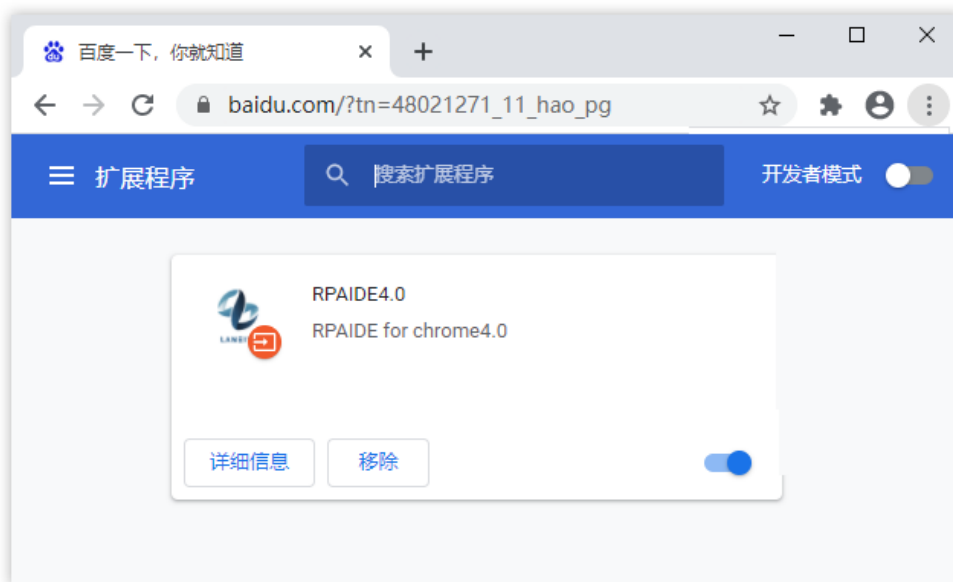 百度一下，你就知道
baidu.com/?tn=48021271_11_hao_pg
扩展程序
搜索扩展程序
开发者模式
RPAIDE4.0
RPAIDE for chrome4.0
详细信息
移除